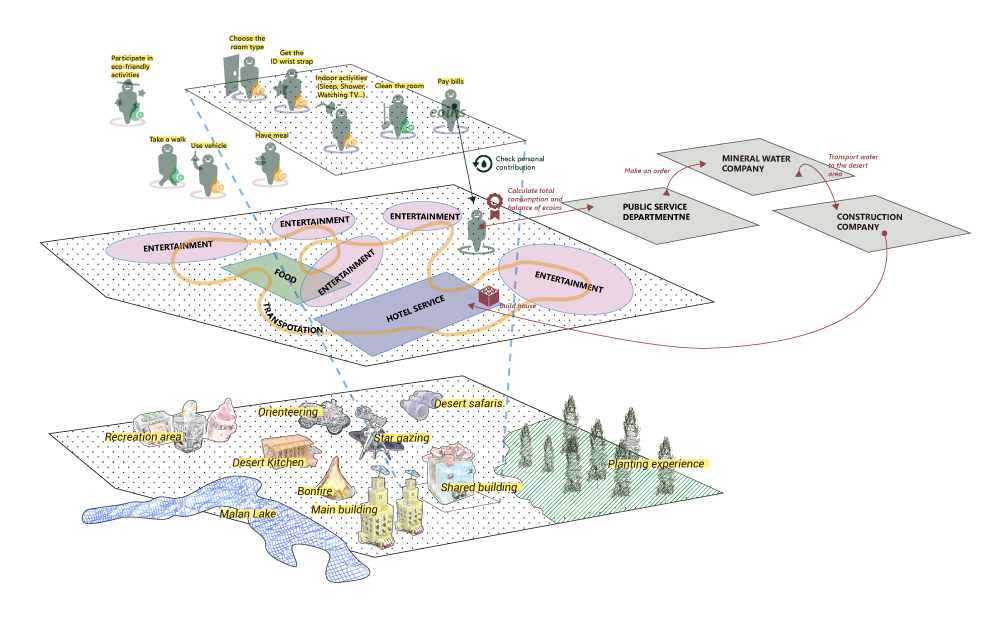 Choose the
room type
Get the
ID wrist strap
Participate in
eco-friendly
activities
Indoor activities
(Sleep, Shower,
Watching TV...)
Clean the room
Pay bills
ecoins
Take a walk
Use vehicle
Have meal
Check personal
contribution
Calculate total
consumption and
balance of ecoins
Make an order
MINERAL WATER
COMPANY
Transport water
to the desert
area
PUBLIC SERVICE
DEPARTMENTNE
CONSTRUCTION
COMPANY
ENTERTAINMENT
ENTERTAINMENT
ENTERTAINMENT
ENTERTAINMENT
ENTERTAINMENT
FOOD
HOTEL SERVICE
Build house
TRANSPOTATION
Recreation area
Orienteering
Desert safaris.
Star gazing
Desert Kitchen
Bonfire
Main building
Shared building
Planting experience
Malan Lake